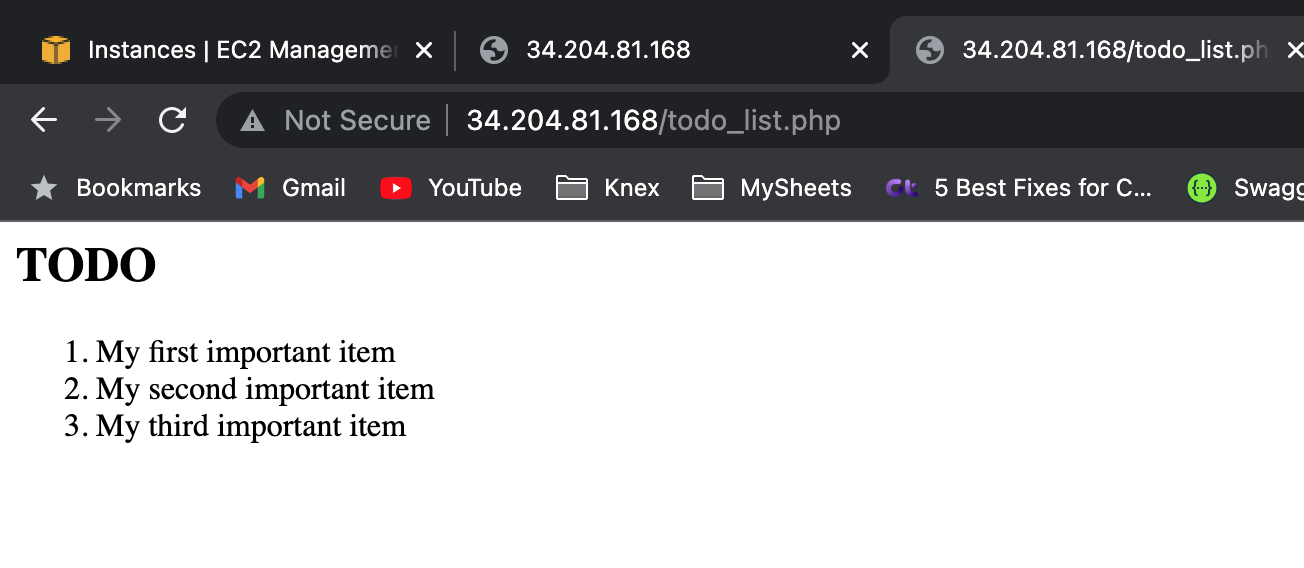 Instances | EC2 Managemen
34.204.81.168
34.204.81.168/todo_list.ph
Not Secure
34.204.81.168/todo_list.php
Bookmarks
Gmail
YouTube
Knex
MySheets
5 Best Fixes for C...
Swagg
TODO
1. My first important item
2. My second important item
3. My third important item